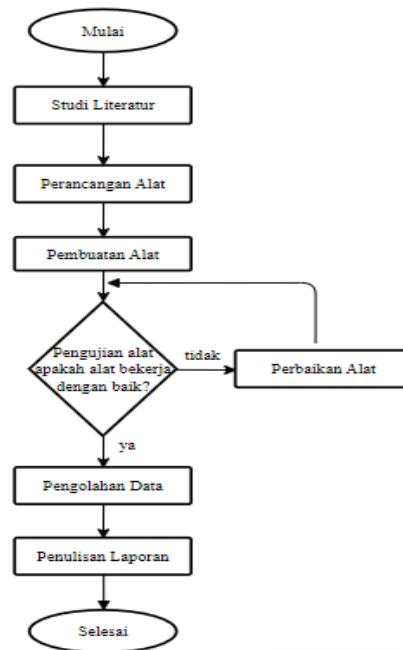 Mulai
Studi Literatur
Perancangan Alat
Pembuatan Alat
Pengujian alat
apakah alat bekerja
dengan baik?
tidak
Perbaikan Alat
ya
Pengolahan Data
Penulisan Laporan
Selesai